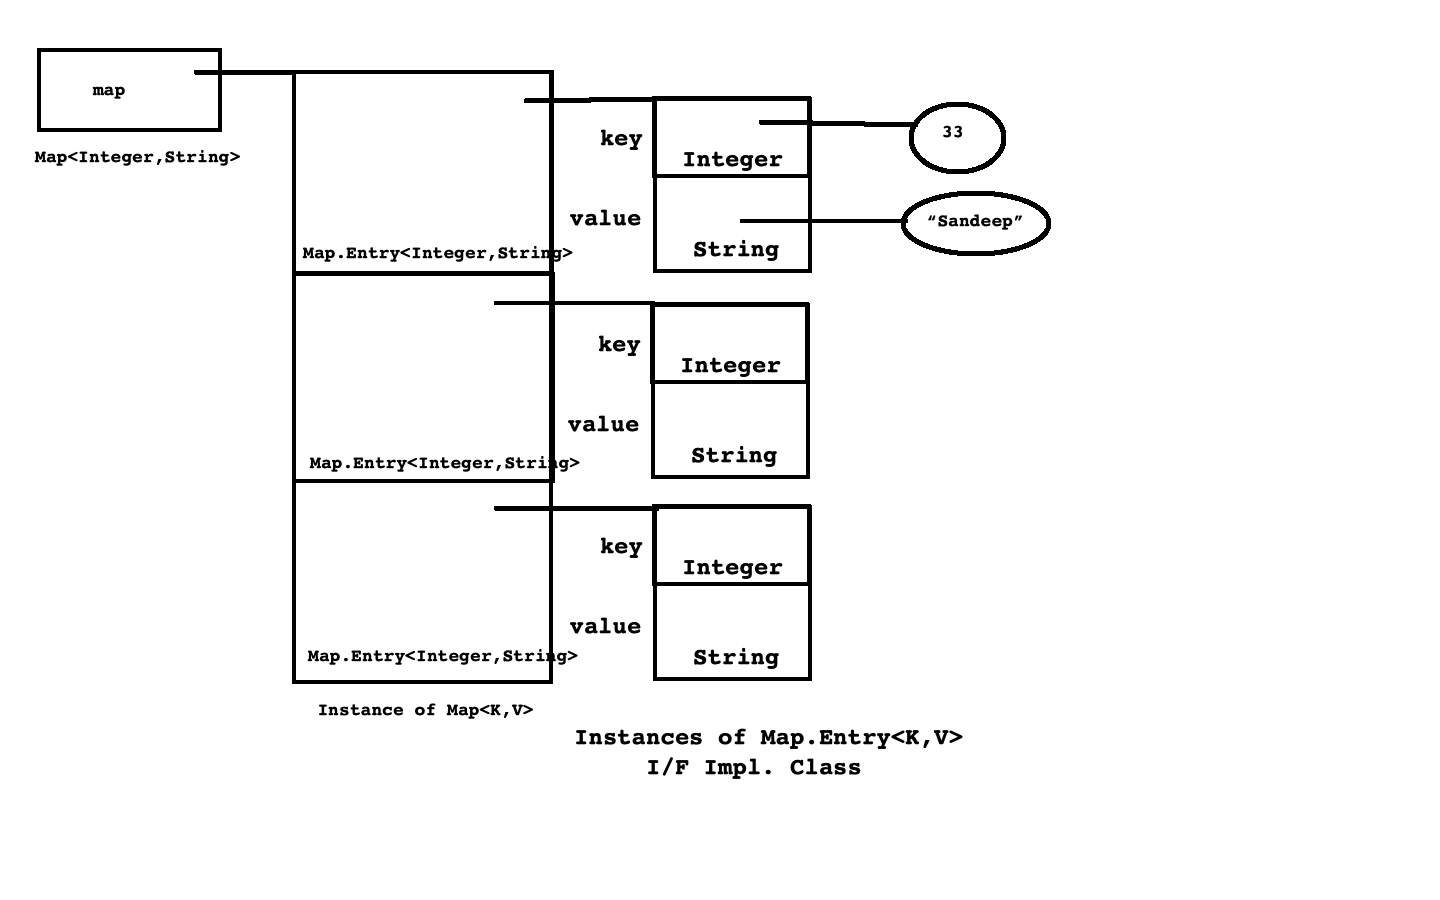 map
Map<Integer,String>
key
Integer
33
value
String
“Sandeep”
Map.Entry<Integer,String>
key
Integer
value
String
Map.Entry<Integer,String>
key
Integer
value
String
Map.Entry<Integer,String>
Instance of Map<K,V>
Instances of Map.Entry<K,V>
I/F Impl. Class